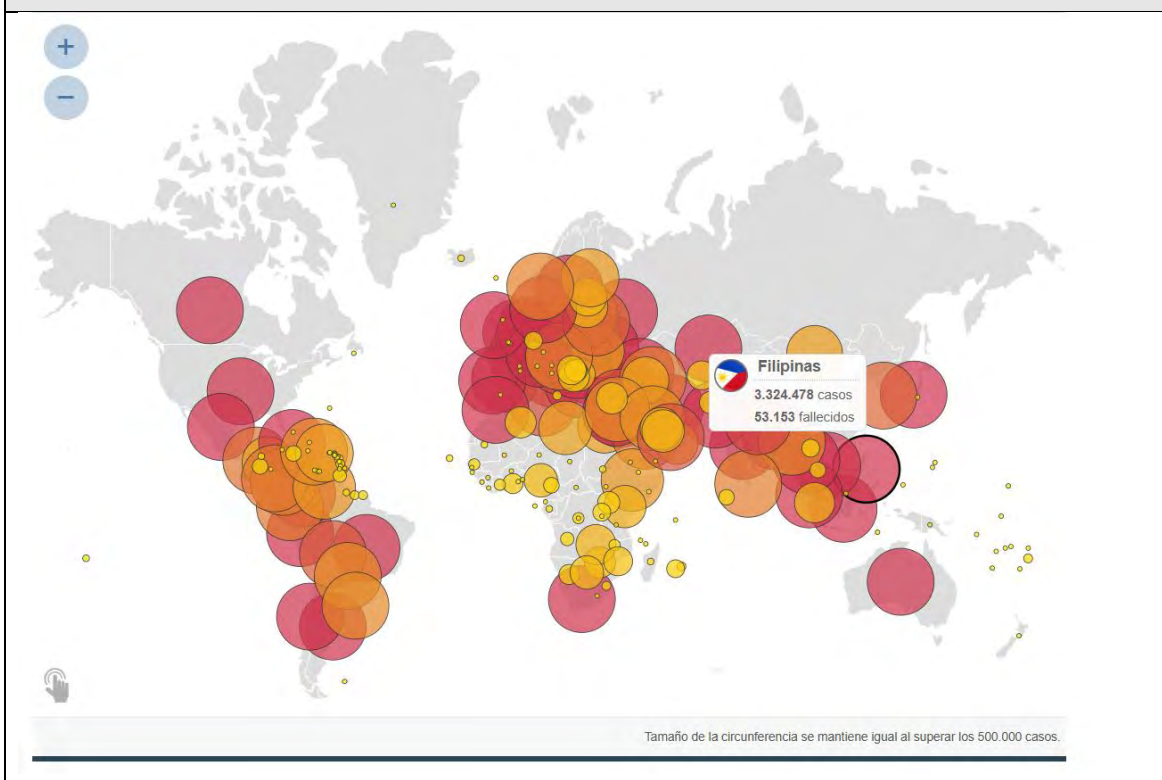 +
−
Filipinas
3.324.478 casos
53.153 fallecidos
Tamaño de la circunferencia se mantiene igual al superar los 500.000 casos.